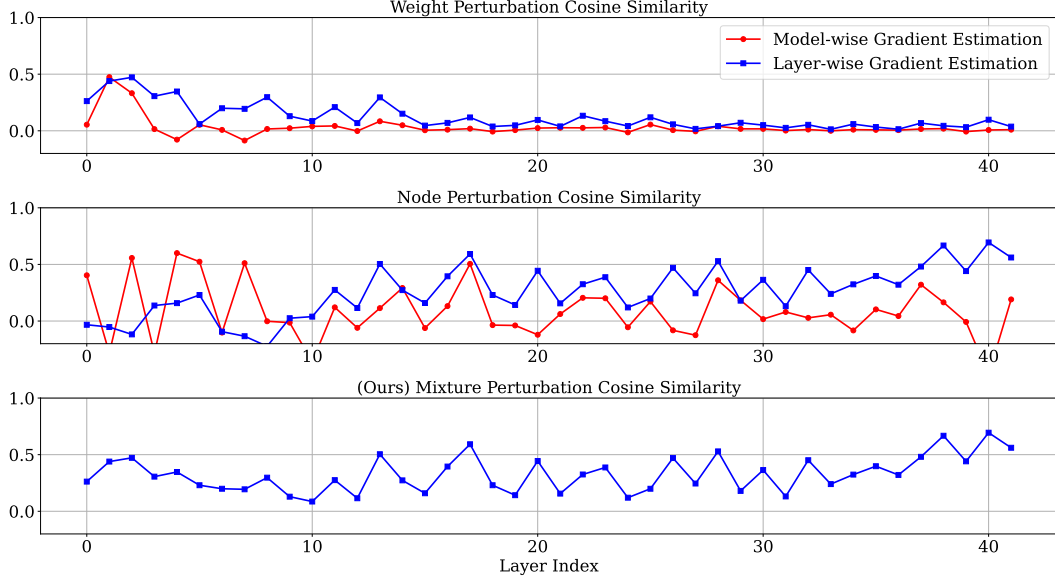 Weight Perturbation Cosine Similarity
1.0
0.5
0.0
Model-wise Gradient Estimation
Layer-wise Gradient Estimation
0 10 20 30 40
Node Perturbation Cosine Similarity
1.0
0.5
0.0
0 10 20 30 40
(Ours) Mixture Perturbation Cosine Similarity
1.0
0.5
0.0
0 10 20 30 40
Layer Index